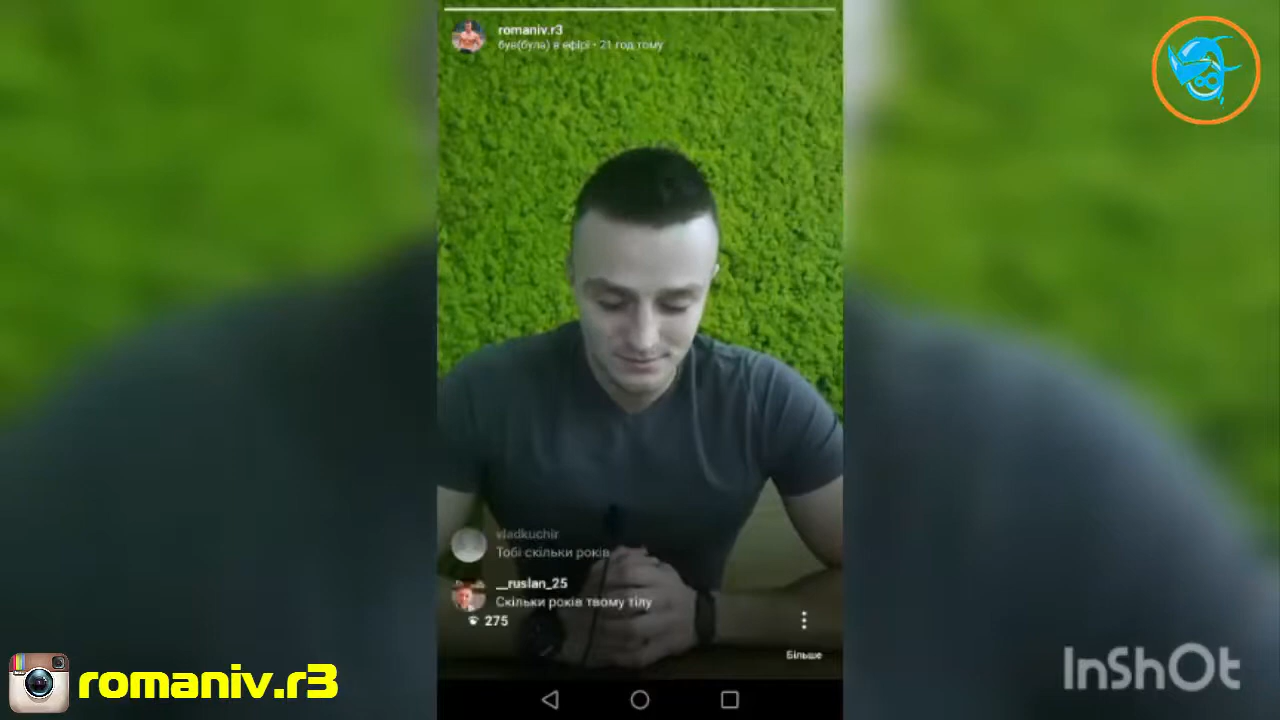 romaniv.r3
був(була) в ефірі • 21 год тому
vladkuchir
Тобі скільки років
__ruslan_25
Скільки років твому тілу
275
Більше
romaniv.r3
InShOt